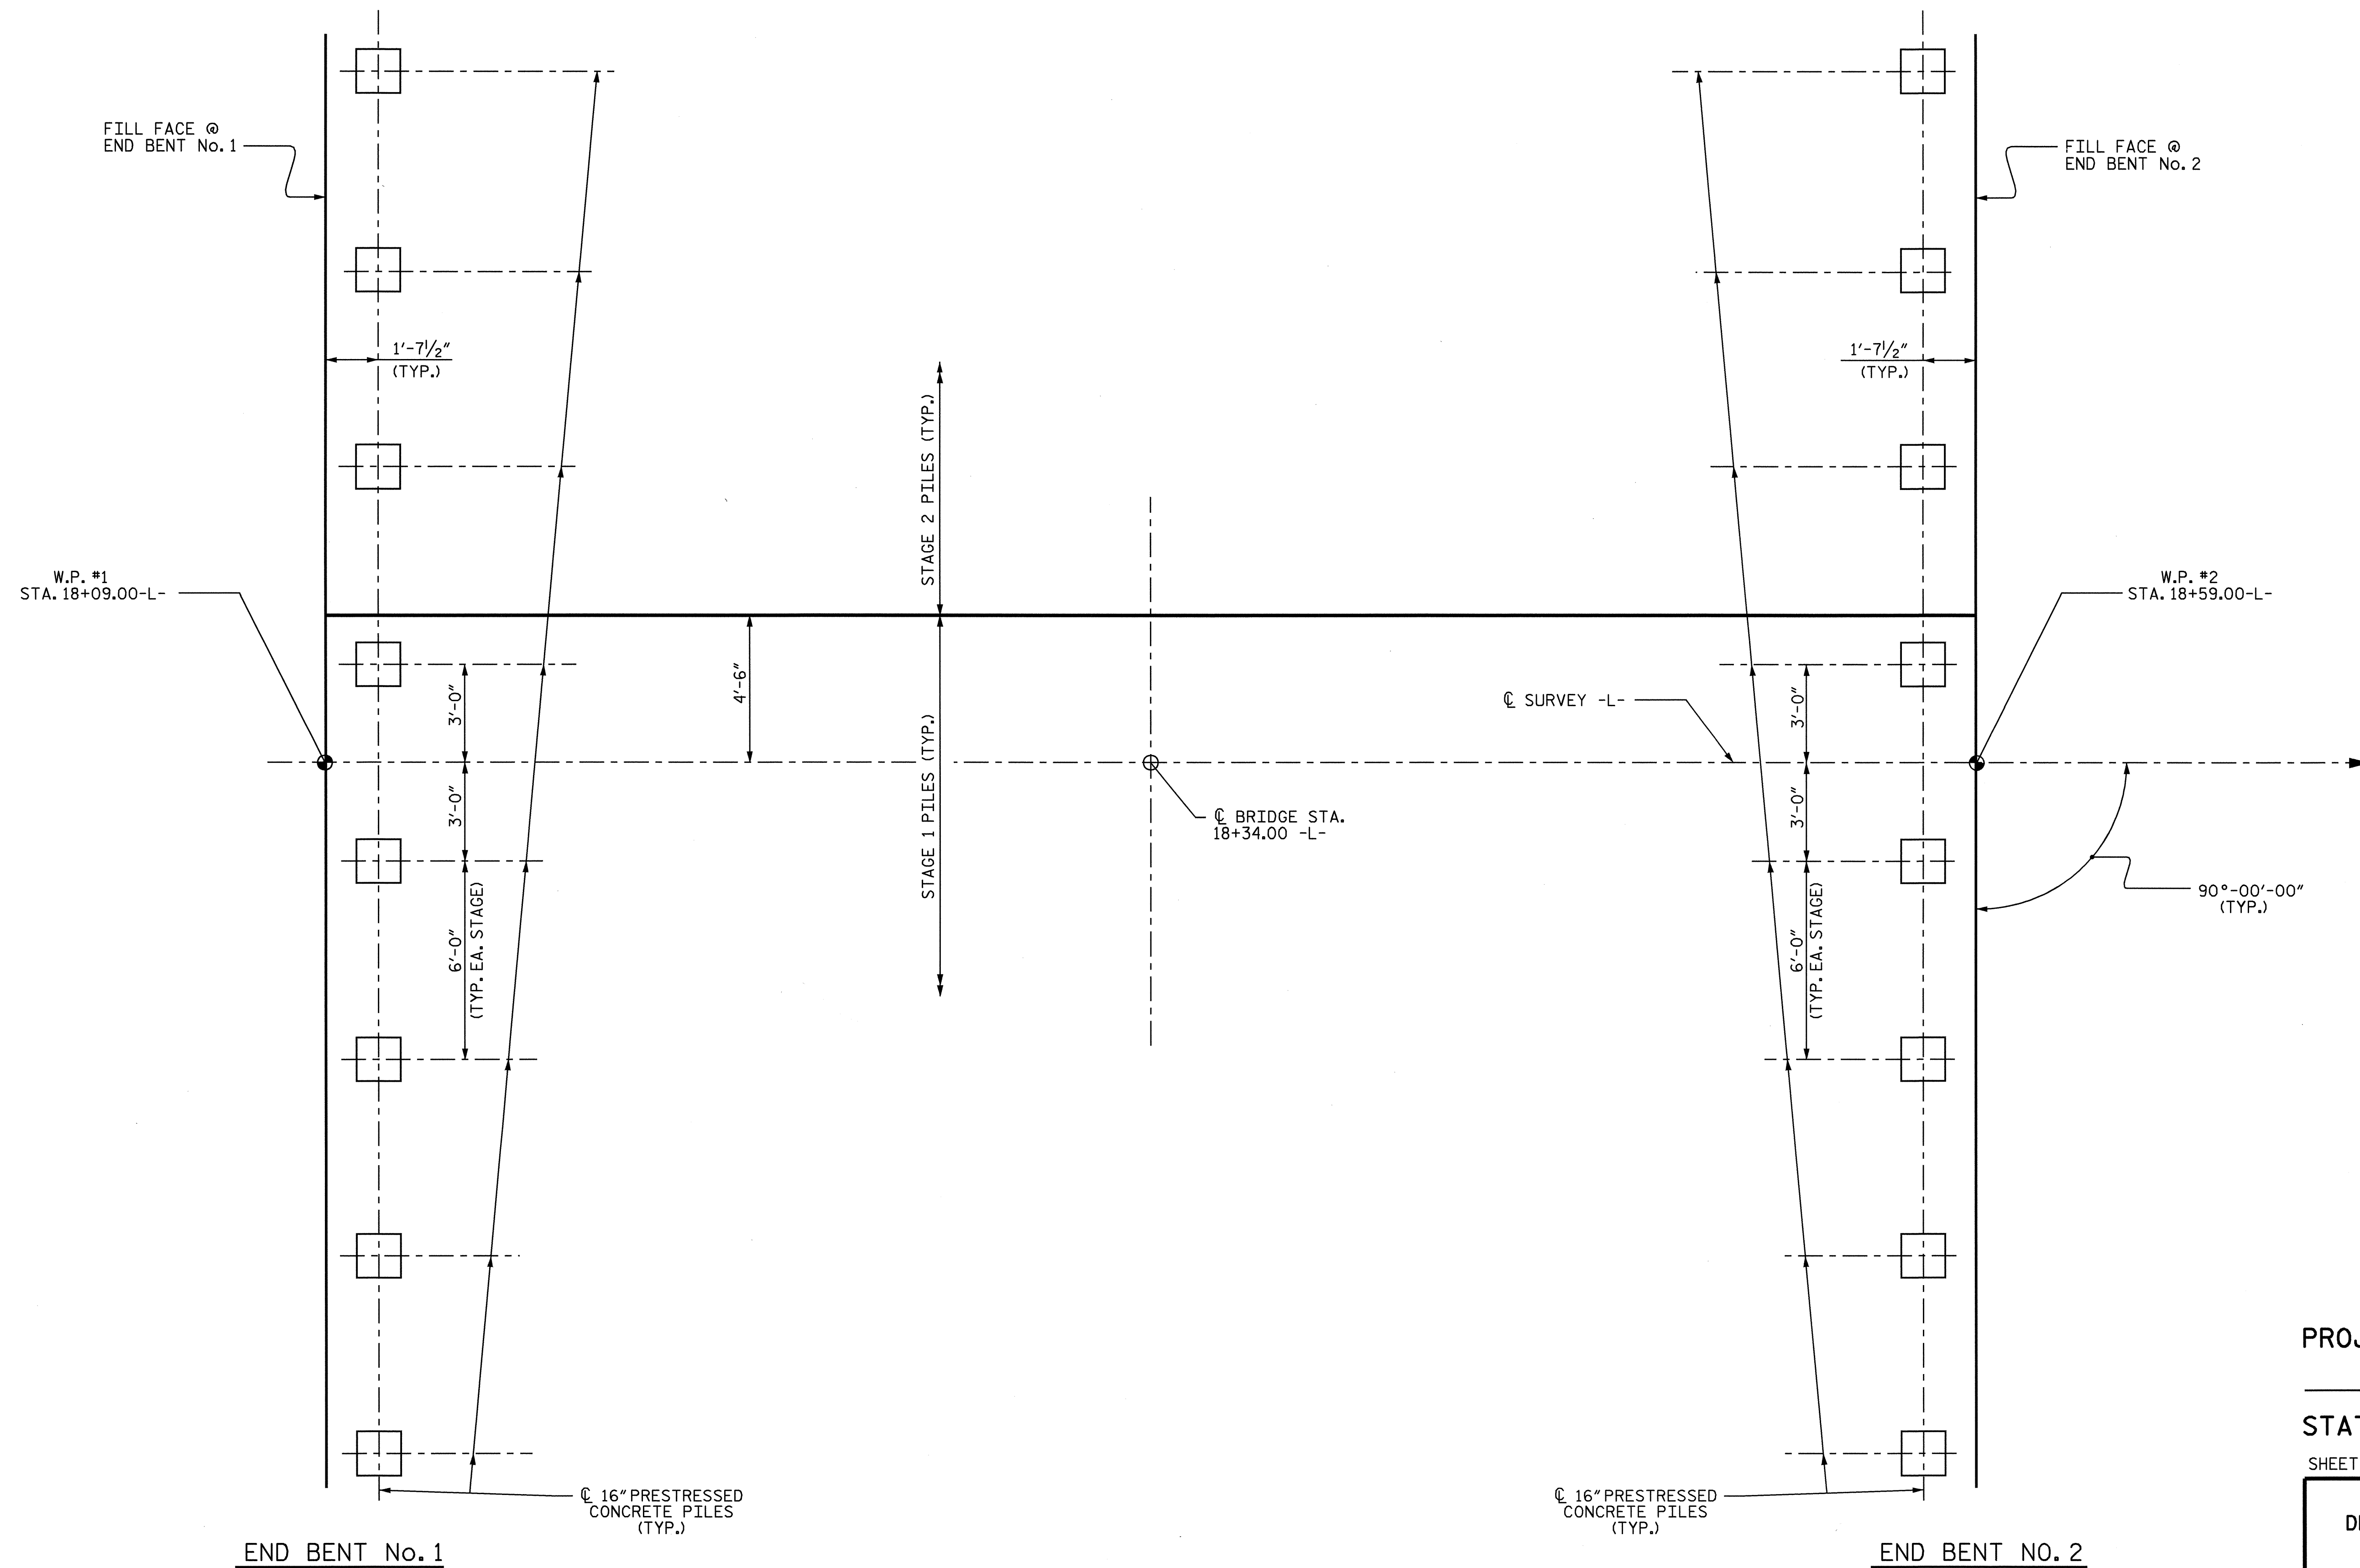 FILL FACE @
END BENT No. 1
FILL FACE @
END BENT No. 2
1'-7 1/2"
(TYP.)
1'-7 1/2"
(TYP.)
STAGE 2 PILES (TYP.)
W.P. #1
STA. 18+09.00-L-
W.P. #2
STA. 18+59.00-L-
3'-0"
4'-6"
℄ SURVEY -L-
3'-0"
STAGE 1 PILES (TYP.)
3'-0"
℄ BRIDGE STA.
18+34.00 -L-
3'-0"
6'-0"
(TYP. EA. STAGE)
6'-0"
(TYP. EA. STAGE)
90°-00'-00"
(TYP.)
℄ 16" PRESTRESSED
CONCRETE PILES
(TYP.)
℄ 16" PRESTRESSED
CONCRETE PILES
(TYP.)
END BENT No. 1
END BENT NO. 2
SHEET